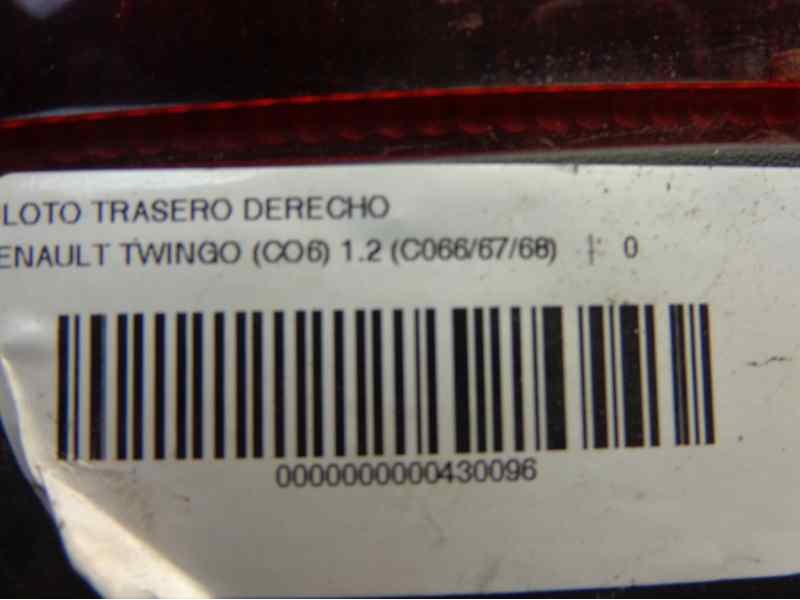 LOTO TRASERO DERECHO
ENAULT TWINGO (CO6) 1.2 (C066/67/68) | 0
0000000000430096